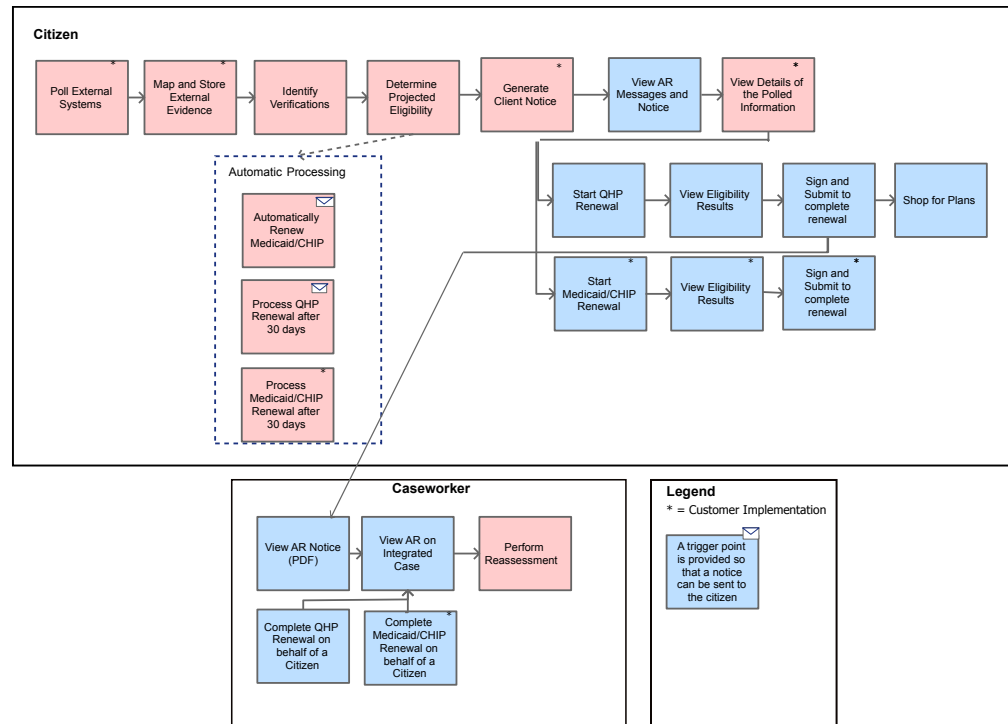 Citizen
*
Poll External
Systems
*
Map and Store
External
Evidence
Identify
Verifications
Determine
Projected
Eligibility
*
Generate
Client Notice
View AR
Messages and
Notice
*
View Details of
the Polled
Information
Automatic Processing
Automatically
Renew
Medicaid/CHIP
Process QHP
Renewal after
30 days
*
Process
Medicaid/CHIP
Renewal after
30 days
Start QHP
Renewal
View Eligibility
Results
Sign and
Submit to
complete
renewal
Shop for Plans
*
Start
Medicaid/CHIP
Renewal
*
View Eligibility
Results
*
Sign and
Submit to
complete
renewal
Caseworker
View AR Notice
(PDF)
View AR on
Integrated
Case
Perform
Reassessment
Complete QHP
Renewal on
behalf of a
Citizen
*
Complete
Medicaid/CHIP
Renewal on
behalf of a
Citizen
Legend
* = Customer Implementation
A trigger point
is provided so
that a notice
can be sent to
the citizen